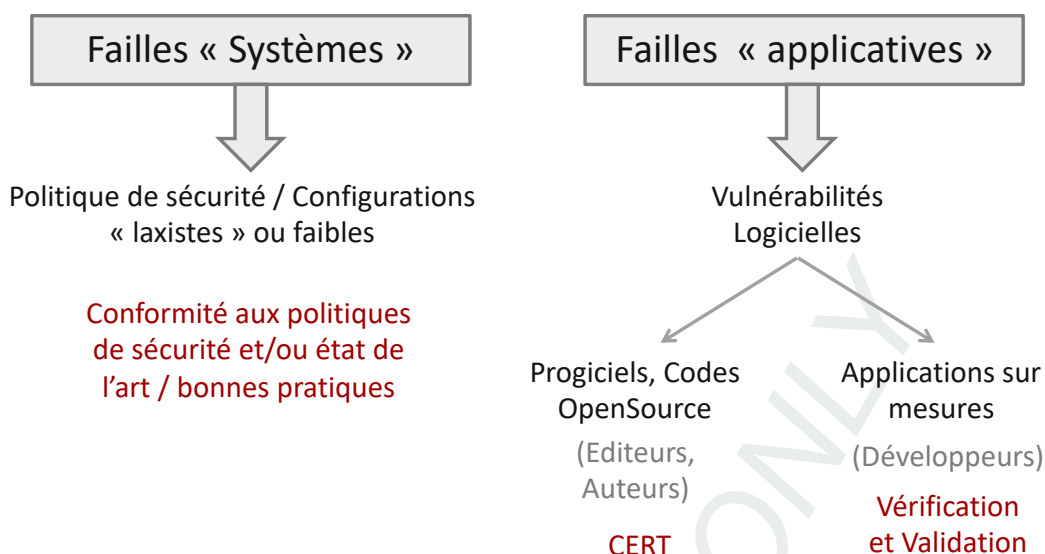 Failles « Systèmes »
Politique de sécurité / Configurations
« laxistes » ou faibles
Conformité aux politiques
de sécurité et/ou état de
l’art / bonnes pratiques
Failles « applicatives »
Vulnérabilités
Logicielles
Progiciels, Codes
OpenSource
(Editeurs,
Auteurs)
CERT
Applications sur
mesures
(Développeurs)
Vérification
et Validation
ONLY